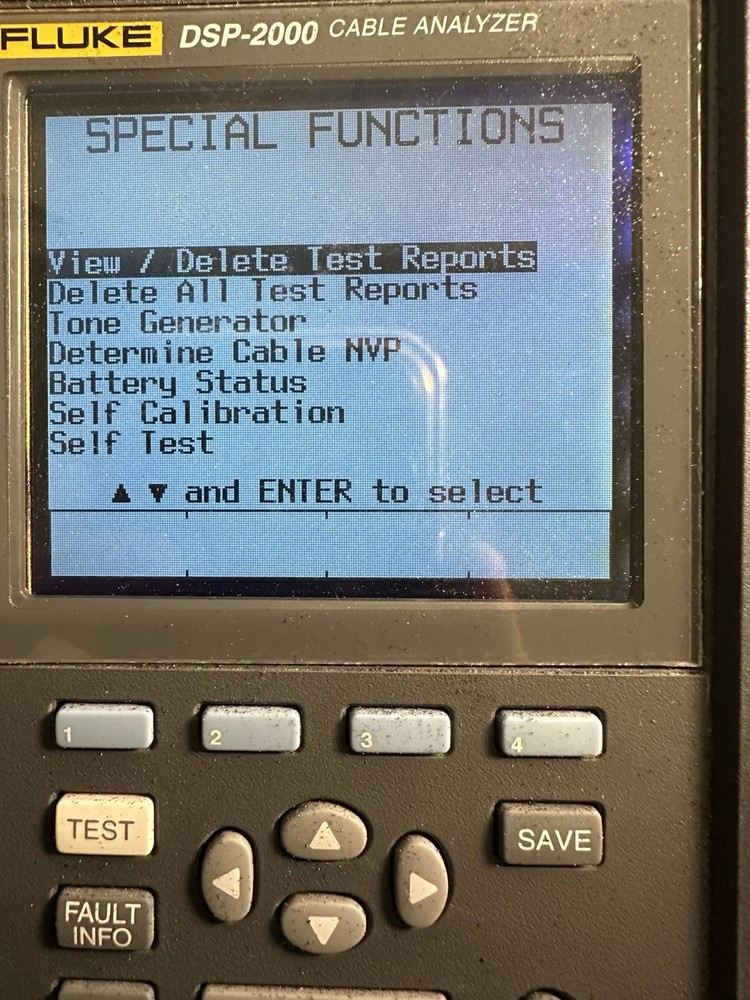 FLUKE DSP-2000 CABLE ANALYZER
SPECIAL FUNCTIONS
View / Delete Test Reports
Delete All Test Reports
Tone Generator
Determine Cable NVP
Battery Status
Self Calibration
Self Test
▲ ▼ and ENTER to select
1 2 3 4
TEST
SAVE
FAULT
INFO